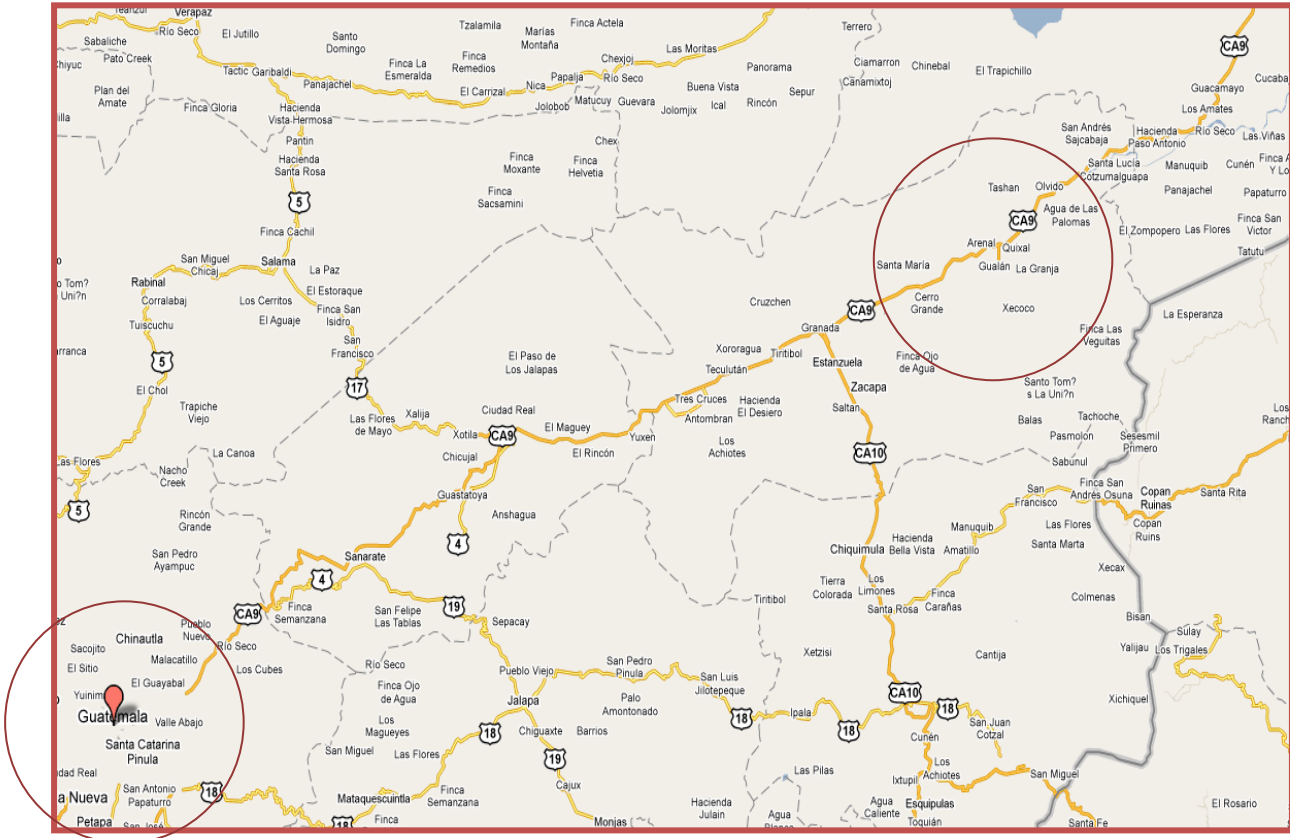 Verapaz
Río Seco
El Jutillo
Sabaliche
Pato Creek
Santo
Domingo
Tzalamila
Marías
Montaña
Finca Actela
Chexjoj
Las Moritas
Terrero
CA9
Plan del
Amate
Tactic
Garibaldi
Panajachel
Finca La
Esmeralda
Finca
Remedios
El Carrizal
Nica
Papalja
Río Seco
Panorama
Ciamarron
Canamixtoj
Chinebal
El Trapichillo
Guacamayo
Los Amates
Finca Gloria
Hacienda
Vista Hermosa
Jolobob
Matucuy
Guevara
Jolomjix
Buena Vista
Ical
Rincón
Sepur
Pantin
Hacienda
Santa Rosa
5
Chex
Finca
Moxante
Finca
Helvetia
Finca
Sacsamini
San Andrés
Sajcabaja
Hacienda
Paso Antonio
Río Seco
Las Viñas
Santa Lucía
Cotzumalguapa
Manuquib
Cunén
Panajachel
Papaturro
Tashan
Olvido
CA9
Agua de Las
Palomas
El Zompopero
Las Flores
Finca San
Victor
Tatutu
Finca Cachil
San Miguel
Chicaj
Salama
La Paz
Rabinal
Corralabaj
Los Cerritos
El Estoraque
El Aguaje
Finca San
Isidro
Tuiscuchu
San
Francisco
Arenal
Quixal
Gualán
La Granja
Santa María
Cerro
Grande
Xecoco
La Esperanza
Cruzchen
CA9
Granada
Finca Las
Veguitas
5
El Chol
17
El Paso de
Los Jalapas
Xororagua
Tiritibol
Teculután
Estanzuela
Finca Ojo
de Agua
Zacapa
Saltan
Santo Tom?
s La Uni?n
Trapiche
Viejo
Las Flores
de Mayo
Xalija
Ciudad Real
Xotila
CA9
El Maguey
Tres Cruces
Antombran
Hacienda
El Desiero
Balas
Tachoche
Pasmolon
Sesesmil
Primero
Yuxen
Los
Achiotes
CA10
La Canoa
Chicujal
El Rincón
Sabunul
Las Flores
Nacho
Creek
5
Rincón
Grande
Guastatoya
Anshagua
4
San
Francisco
Finca San
Andrés Osuna
Copan
Ruinas
Santa Rita
Copan
Ruins
Manuquib
Las Flores
Santa Marta
San Pedro
Ayampuc
Sanarate
Chiquimula
Hacienda
Bella Vista
Amatillo
Xecax
4
CA9
Finca
Semanzana
San Felipe
Las Tablas
19
Sepacay
Tiritibol
Tierra
Colorada
Los
Limones
Finca
Carañas
Santa Rosa
Colmenas
Bisan
Chinautla
Pueblo
Nuevo
Sacojito
Malacatillo
Río Seco
El Sitio
El Guayabal
Los Cubes
Sulay
Yalijau
Los Trigales
Río Seco
Finca Ojo
de Agua
Pueblo Viejo
San Pedro
Pinula
Xetzisi
Cantija
San Luis
Jilotepeque
CA10
Xichiquel
Guatemala
Valle Abajo
Los
Magueyes
Jalapa
Palo
Amontonado
18
Ipala
18
18
San Juan
Cotzal
Santa Catarina
Pinula
San Miguel
Las Flores
18
Chiguaxte
Barrios
19
Cunén
Los
Achiotes
San Antonio
Papaturro
18
Mataquescuintla
Finca
Semanzana
Cajux
Las Pilas
Ixtupil
San Miguel
Petapa
18
Finca
Monjas
Hacienda
Julain
Agua
Caliente
Esquipulas
Toquián
Santa Fe
El Rosario